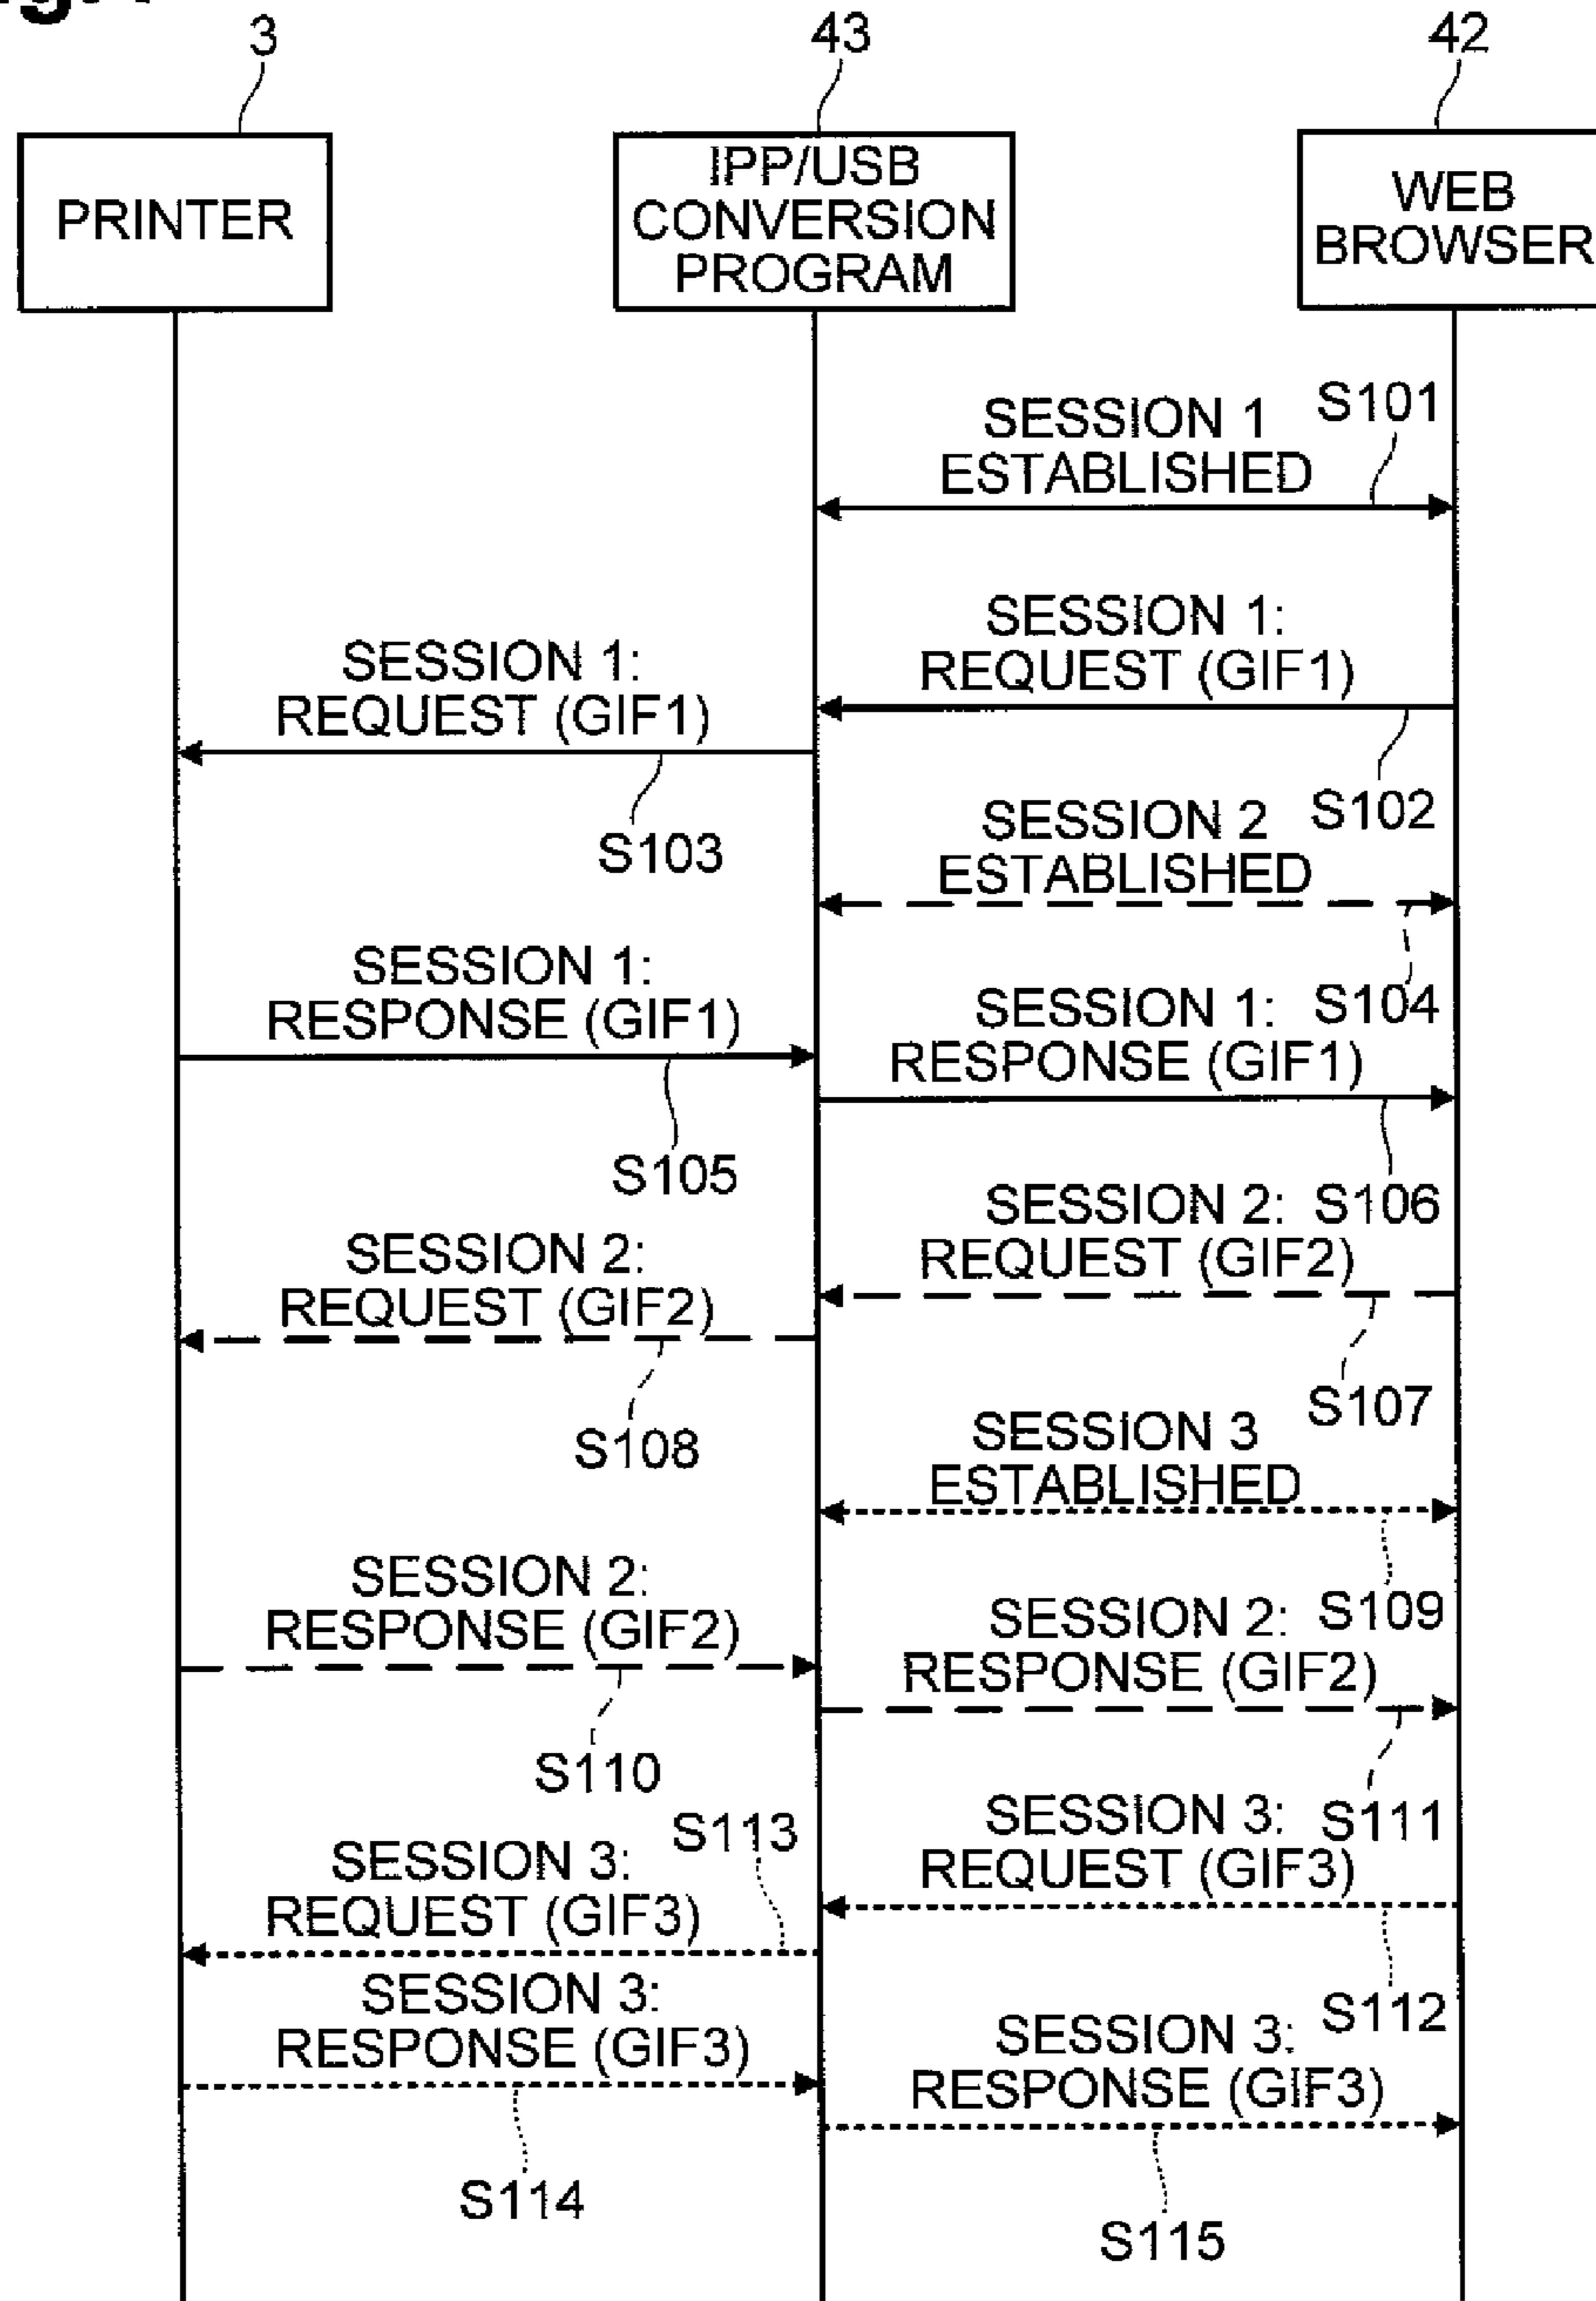 3
43
42
PRINTER
IPP/USB
CONVERSION
PROGRAM
WEB
BROWSER
SESSION 1
ESTABLISHED
S101
SESSION 1:
REQUEST (GIF1)
S102
SESSION 1:
REQUEST (GIF1)
S103
SESSION 2
ESTABLISHED
S104
SESSION 1:
RESPONSE (GIF1)
S105
SESSION 1:
RESPONSE (GIF1)
S106
SESSION 2:
REQUEST (GIF2)
S107
SESSION 2:
REQUEST (GIF2)
S108
SESSION 3
ESTABLISHED
S109
SESSION 2:
RESPONSE (GIF2)
S110
SESSION 2:
RESPONSE (GIF2)
S111
SESSION 3:
REQUEST (GIF3)
S112
S113
SESSION 3:
REQUEST (GIF3)
SESSION 3:
RESPONSE (GIF3)
S114
SESSION 3:
RESPONSE (GIF3)
S115